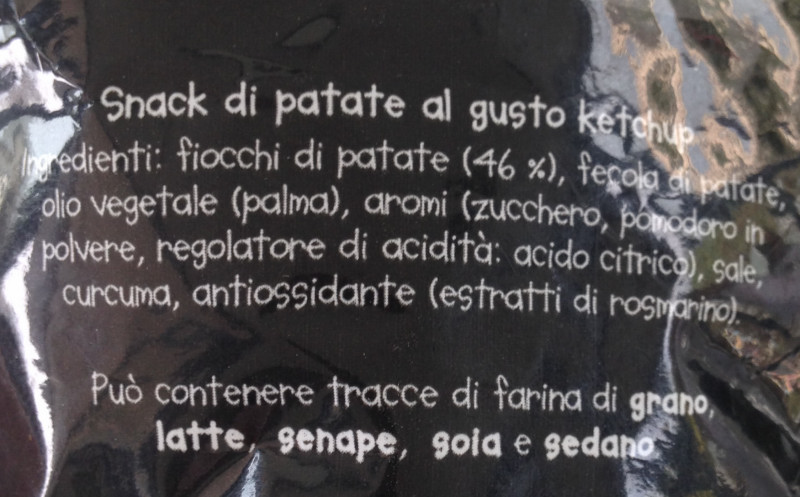 Snack di patate al gusto ketchup
Ingredienti: fiocchi di patate (46 %), fecola di patate,
olio vegetale (palma), aromi (zucchero, pomodoro in
polvere, regolatore di acidità: acido citrico), sale,
curcuma, antiossidante (estratti di rosmarino).
Può contenere tracce di farina di grano,
latte, senape, soia e sedano